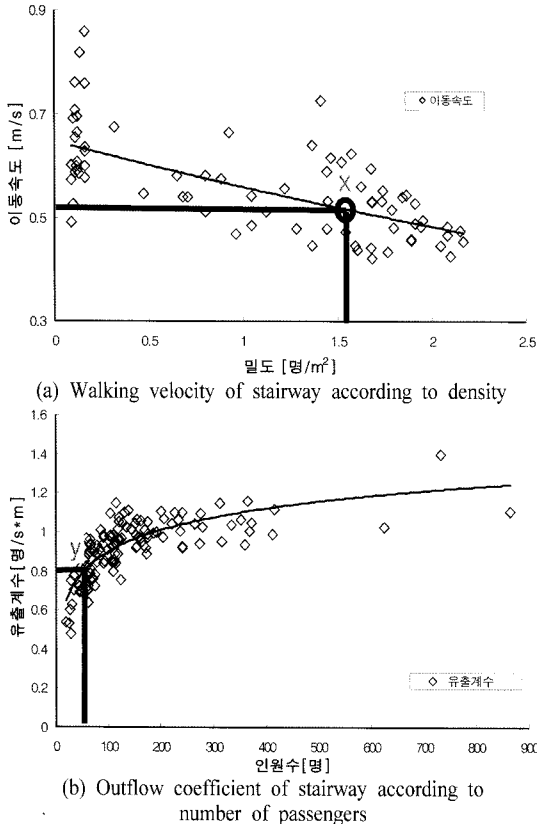 0.9
0.7
0.5
0.3
이동속도 [m/s]
◇이동속도
x
0 0.5 1 1.5 2 2.5
밀도 [명/m²]
(a) Walking velocity of stairway according to density
1.6
1.4
1.2
1
0.8
0.6
0.4
0.2
0
유출계수[명/s*m]
y
◇ 유출계수
0 100 200 300 400 500 600 700 800 900
인원수[명]
(b) Outflow coefficient of stairway according to
number of passengers